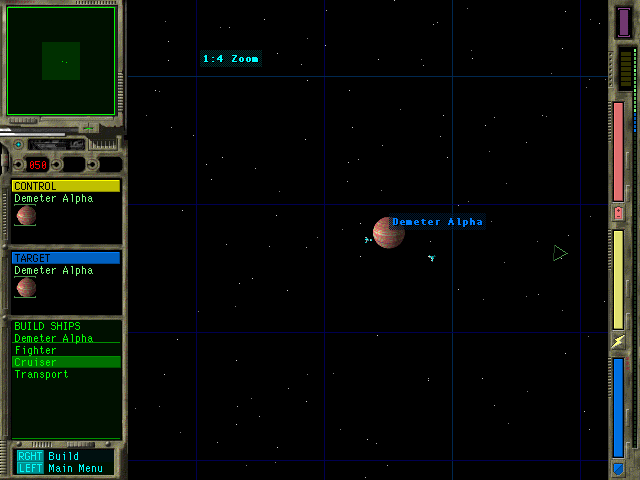 1:4 Zoom
050
CONTROL
Demeter Alpha
Demeter Alpha
TARGET
Demeter Alpha
BUILD SHIPS
Demeter Alpha
Fighter
Cruiser
Transport
RGHT Build
LEFT Main Menu